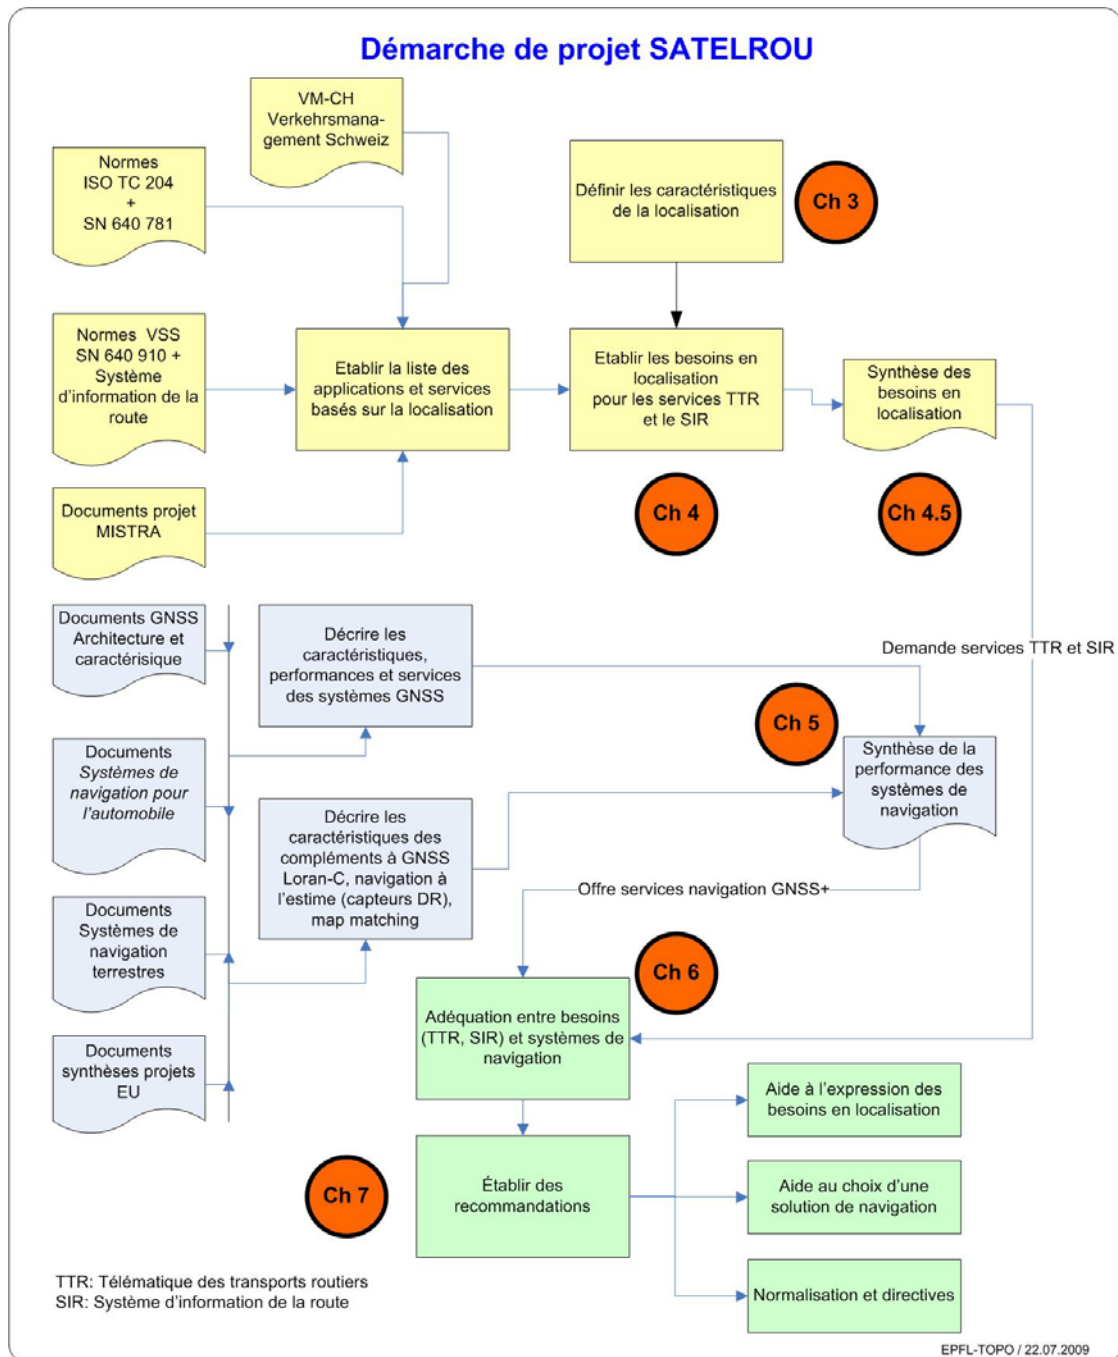 Démarche de projet SATELROU
VM-CH
Verkehrsmana-
gement Schweiz
Normes
ISO TC 204
+
SN 640 781
Définir les caractéristiques
de la localisation
Ch 3
Normes VSS
SN 640 910 +
Système
d'information de la
route
Etablir la liste des
applications et services
basés sur la localisation
Etablir les besoins en
localisation
pour les services TTR
et le SIR
Synthèse des
besoins en
localisation
Documents projet
MISTRA
Ch 4
Ch 4.5
Documents GNSS
Architecture et
caractérisique
Décrire les
caractéristiques,
performances et services
des systèmes GNSS
Demande services TTR et SIR
Ch 5
Documents
Systèmes de
navigation pour
l'automobile
Synthèse de la
performance des
systèmes de
navigation
Décrire les
caractéristiques des
compléments à GNSS
Loran-C, navigation à
l'estime (capteurs DR),
map matching
Offre services navigation GNSS+
Documents
Systèmes de
navigation
terrestres
Ch 6
Adéquation entre besoins
(TTR, SIR) et systèmes de
navigation
Documents
synthèses projets
EU
Aide à l'expression des
besoins en localisation
Ch 7
Établir des
recommandations
Aide au choix d'une
solution de navigation
TTR: Télématique des transports routiers
SIR: Système d'information de la route
Normalisation et directives
EPFL-TOPO / 22.07.2009